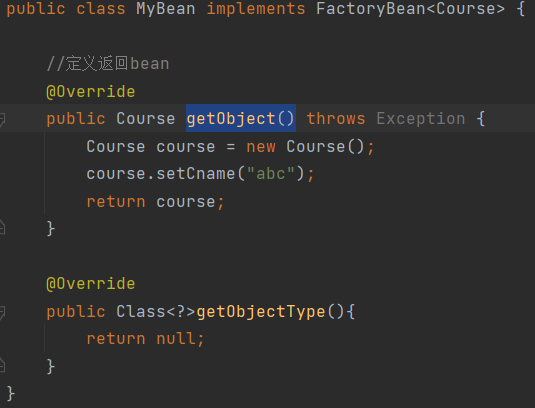 public class MyBean implements FactoryBean<Course> {
//定义返回bean
@Override
public Course getObject() throws Exception {
Course course = new Course();
course.setCname("abc");
return course;
}
@Override
public Class<?>getObjectType(){
return null;
}
}